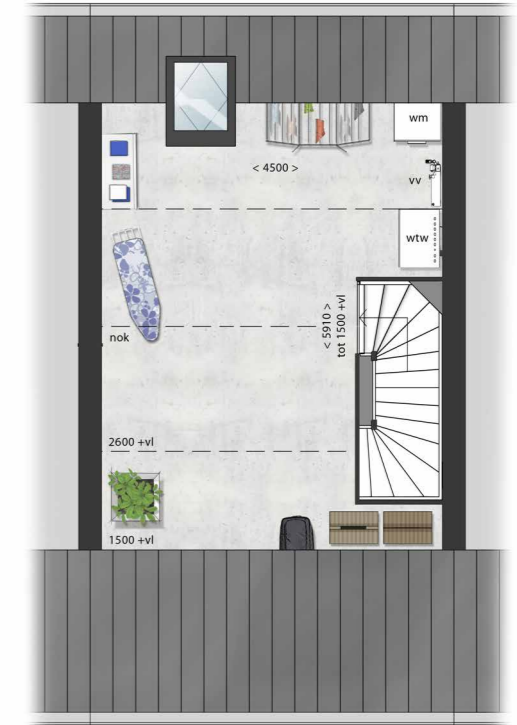 wm
< 4500 >
vv
wtw
< 5910 >
tot 1500 +vl
nok
2600 +vl
1500 +vl